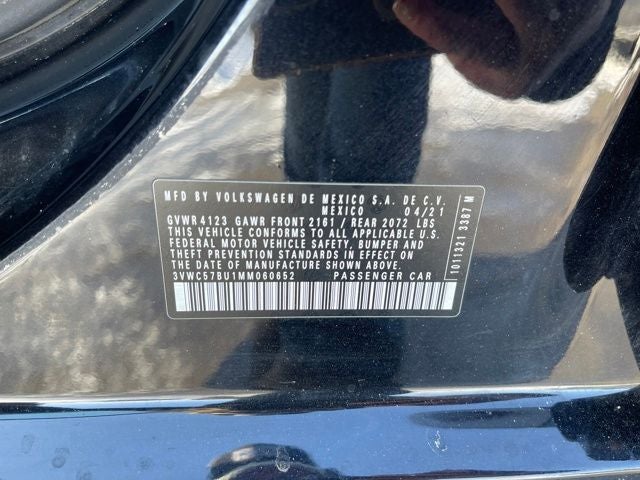 MFD BY VOLKSWAGEN DE MEXICO S.A. DE C.V.
MEXICO 04/21
GVWR 4123 GAWR FRONT 2161 / REAR 2072 LBS
THIS VEHICLE CONFORMS TO ALL APPLICABLE U.S.
FEDERAL MOTOR VEHICLE SAFETY, BUMPER AND
THEFT PREVENTION STANDARDS IN EFFECT ON
THE DATE OF MANUFACTURE SHOWN ABOVE.
3VWC57BU1MM060652 PASSENGER CAR
1011321 3387 M